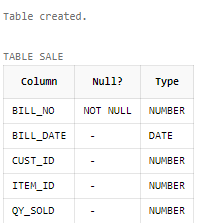 Table created.
TABLE SALE
Column Null? Type
BILL_NO NOT NULL NUMBER
BILL_DATE - DATE
CUST_ID - NUMBER
ITEM_ID - NUMBER
QY_SOLD - NUMBER